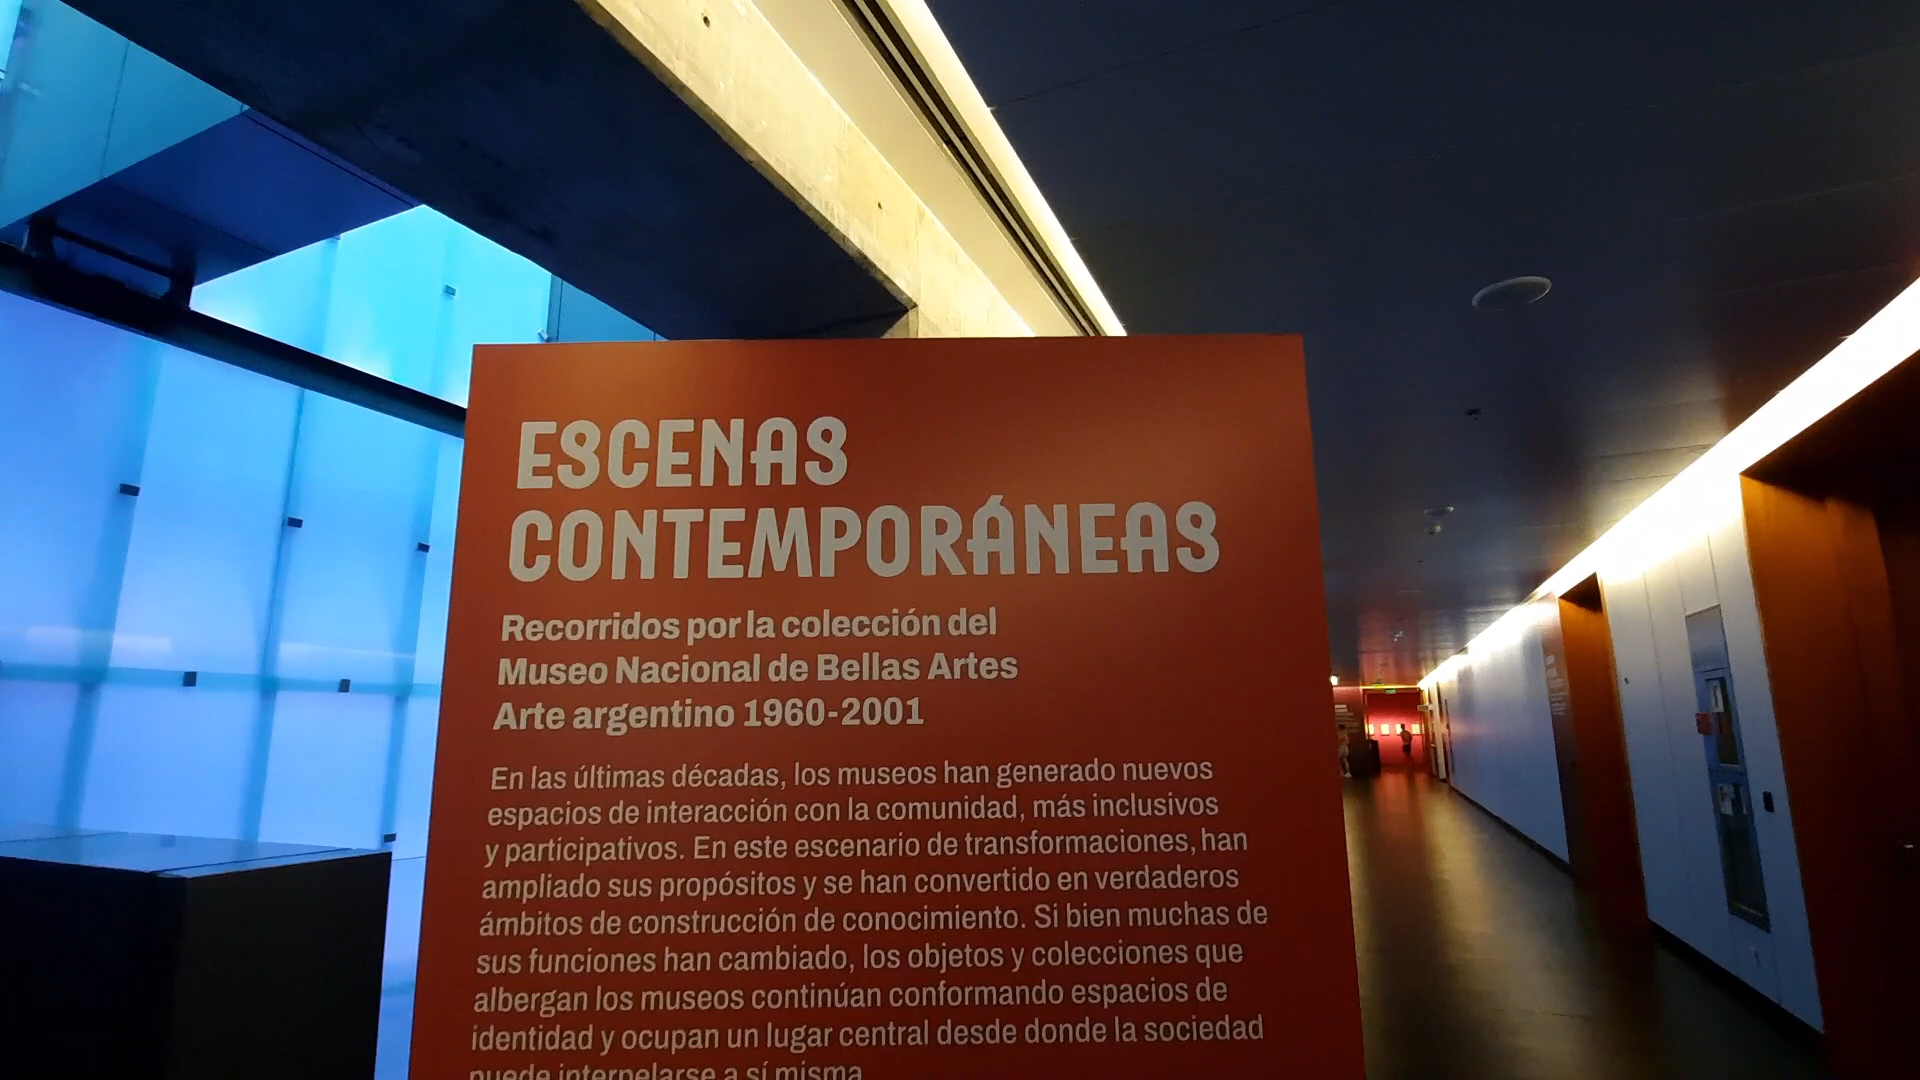 ESCENAS
CONTEMPORÁNEAS
Recorridos por la colección del
Museo Nacional de Bellas Artes
Arte argentino 1960-2001
En las últimas décadas, los museos han generado nuevos
espacios de interacción con la comunidad, más inclusivos
y participativos. En este escenario de transformaciones, han
ampliado sus propósitos y se han convertido en verdaderos
ámbitos de construcción de conocimiento. Si bien muchas de
sus funciones han cambiado, los objetos y colecciones que
albergan los museos continúan conformando espacios de
identidad y ocupan un lugar central desde donde la sociedad
puede interpelarse a sí misma